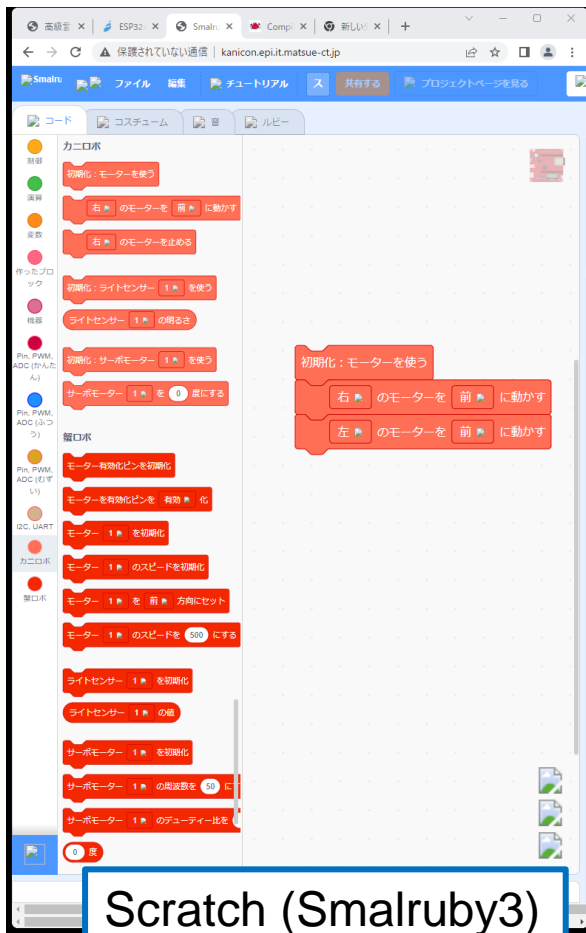 高級言 ESP32- Smalru Compi 新しい
保護されていない通信 | kanicon.epi.it.matsue-ct.jp
Smalru ファイル 編集 チュートリアル ス 共有する プロジェクトページを見る
コード コスチューム 音 ルビー
制御
演算
変数
作ったブロ
ック
機器
Pin, PWM,
ADC (かんた
ん)
Pin, PWM,
ADC (ふつ
う)
Pin, PWM,
ADC (むず
い)
I2C, UART
カニロボ
蟹ロボ
カニロボ
初期化：モーターを使う
右 のモーターを 前 に動かす
右 のモーターを止める
初期化：ライトセンサー 1 を使う
ライトセンサー 1 の明るさ
初期化：サーボモーター 1 を使う
サーボモーター 1 を 0 度にする
蟹ロボ
モーター有効化ピンを初期化
モーターを有効化ピンを 有効 化
モーター 1 を初期化
モーター 1 のスピードを初期化
モーター 1 を 前 方向にセット
モーター 1 のスピードを 500 にする
ライトセンサー 1 を初期化
ライトセンサー 1 の値
サーボモーター 1 を初期化
サーボモーター 1 の周波数を 50 に
サーボモーター 1 のデューティー比を
0 度
初期化：モーターを使う
右 のモーターを 前 に動かす
左 のモーターを 前 に動かす
Scratch (Smalruby3)